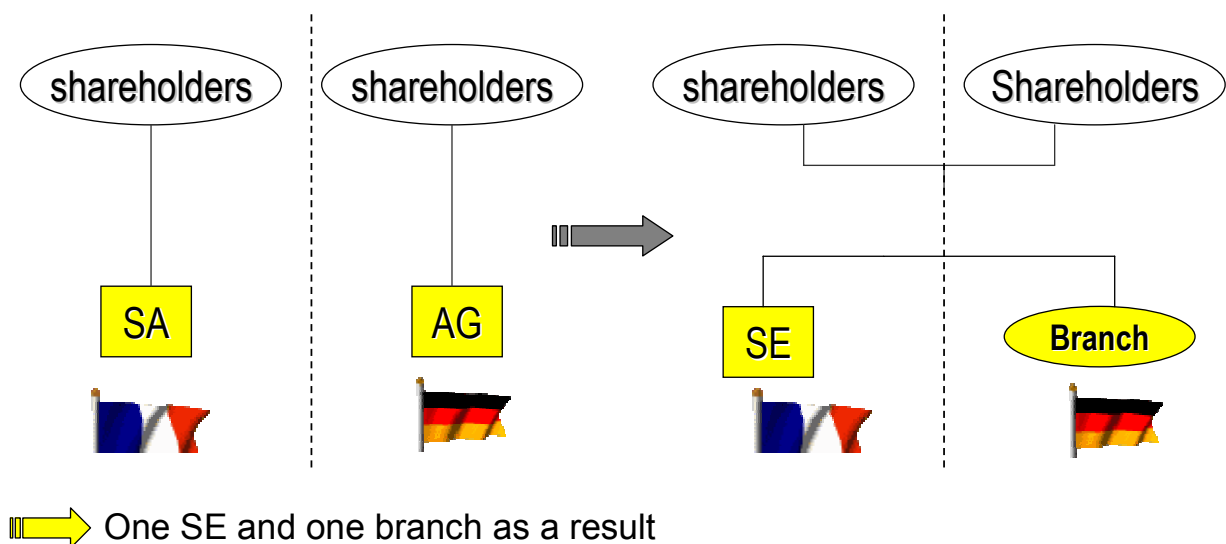 shareholders shareholders shareholders Shareholders
SA AG SE Branch
One SE and one branch as a result